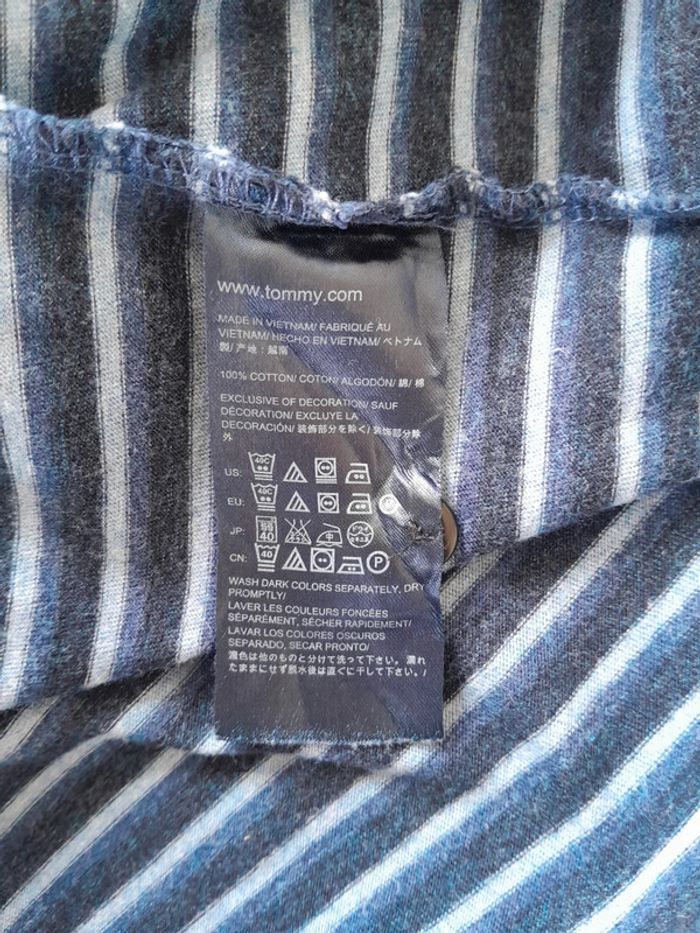 www.tommy.com
MADE IN VIETNAM/ FABRIQUÉ AU
VIETNAM/ HECHO EN VIETNAM/ ベトナム
製/ 产地：越南
100% COTTON/ COTON/ ALGODÓN/ 綿/ 棉
EXCLUSIVE OF DECORATION/ SAUF
DÉCORATION/ EXCLUYE LA
DECORACIÓN/ 装飾部分を除く/ 装饰部分除
外
US: 40C
EU: 40C
JP: 40
CN: 40 P
WASH DARK COLORS SEPARATELY, DRY
PROMPTLY/
LAVER LES COULEURS FONCÉES
SÉPARÉMENT, SÉCHER RAPIDEMENT/
LAVAR LOS COLORES OSCUROS
SEPARADO, SECAR PRONTO/
濃色は他のものと分けて洗って下さい。濡れ
たままにせず脱水後は直ぐに干して下さい。/